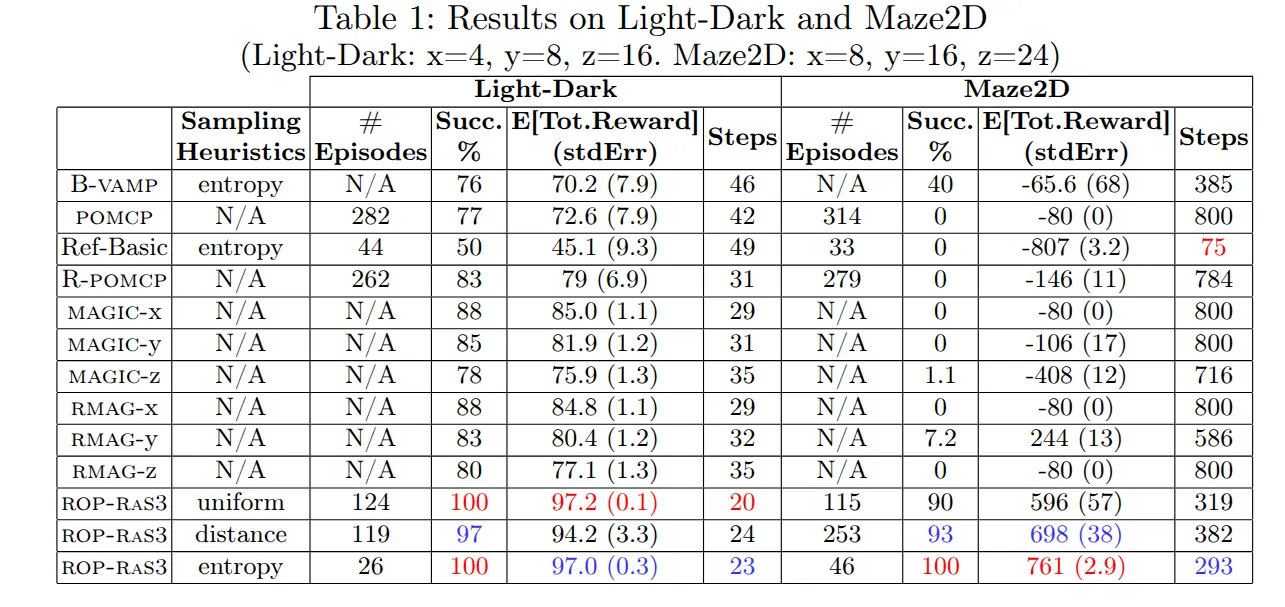 Table 1: Results on Light-Dark and Maze2D
(Light-Dark: x=4, y=8, z=16. Maze2D: x=8, y=16, z=24)
Light-Dark Maze2D
Sampling Heuristics # Episodes Succ. % E[Tot.Reward] (stdErr) Steps # Episodes Succ. % E[Tot.Reward] (stdErr) Steps
B-VAMP entropy N/A 76 70.2 (7.9) 46 N/A 40 -65.6 (68) 385
POMCP N/A 282 77 72.6 (7.9) 42 314 0 -80 (0) 800
Ref-Basic entropy 44 50 45.1 (9.3) 49 33 0 -807 (3.2) 75
R-POMCP N/A 262 83 79 (6.9) 31 279 0 -146 (11) 784
MAGIC-x N/A N/A 88 85.0 (1.1) 29 N/A 0 -80 (0) 800
MAGIC-y N/A N/A 85 81.9 (1.2) 31 N/A 0 -106 (17) 800
MAGIC-z N/A N/A 78 75.9 (1.3) 35 N/A 1.1 -408 (12) 716
RMAG-x N/A N/A 88 84.8 (1.1) 29 N/A 0 -80 (0) 800
RMAG-y N/A N/A 83 80.4 (1.2) 32 N/A 7.2 244 (13) 586
RMAG-z N/A N/A 80 77.1 (1.3) 35 N/A 0 -80 (0) 800
ROP-RAS3 uniform 124 100 97.2 (0.1) 20 115 90 596 (57) 319
ROP-RAS3 distance 119 97 94.2 (3.3) 24 253 93 698 (38) 382
ROP-RAS3 entropy 26 100 97.0 (0.3) 23 46 100 761 (2.9) 293